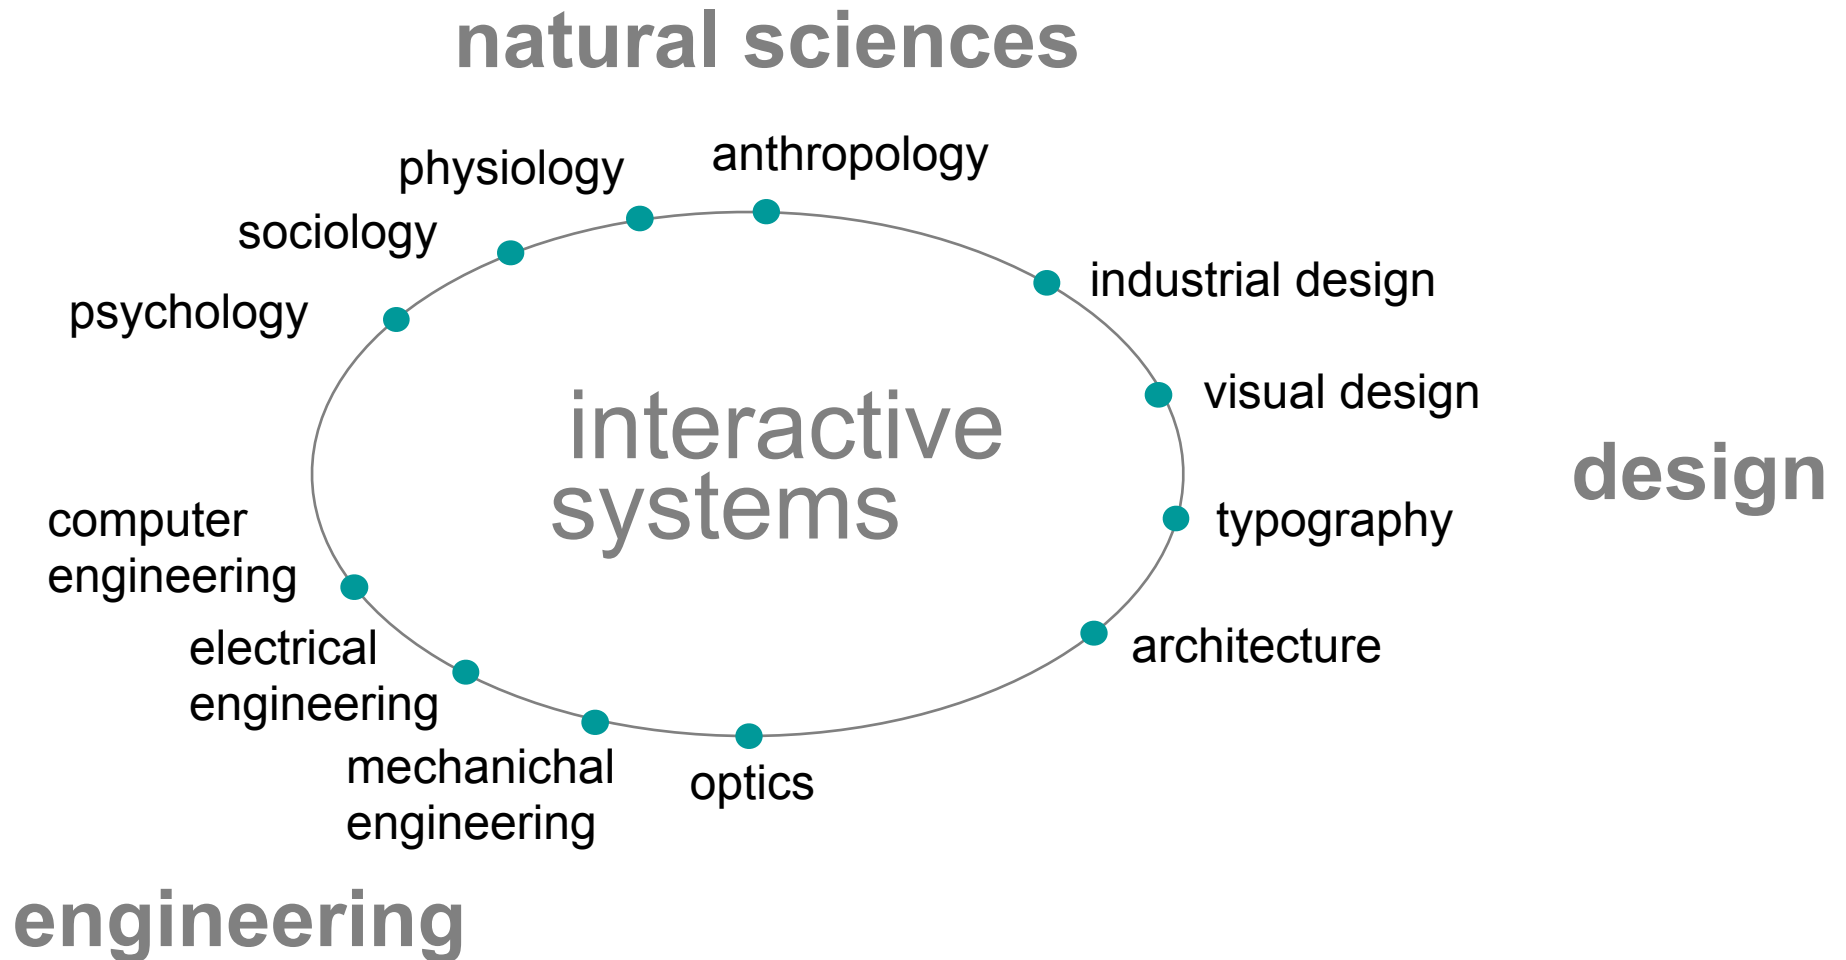 natural sciences
physiology
anthropology
sociology
psychology
industrial design
visual design
interactive
systems
design
typography
computer
engineering
electrical
engineering
architecture
mechanichal
engineering
optics
engineering